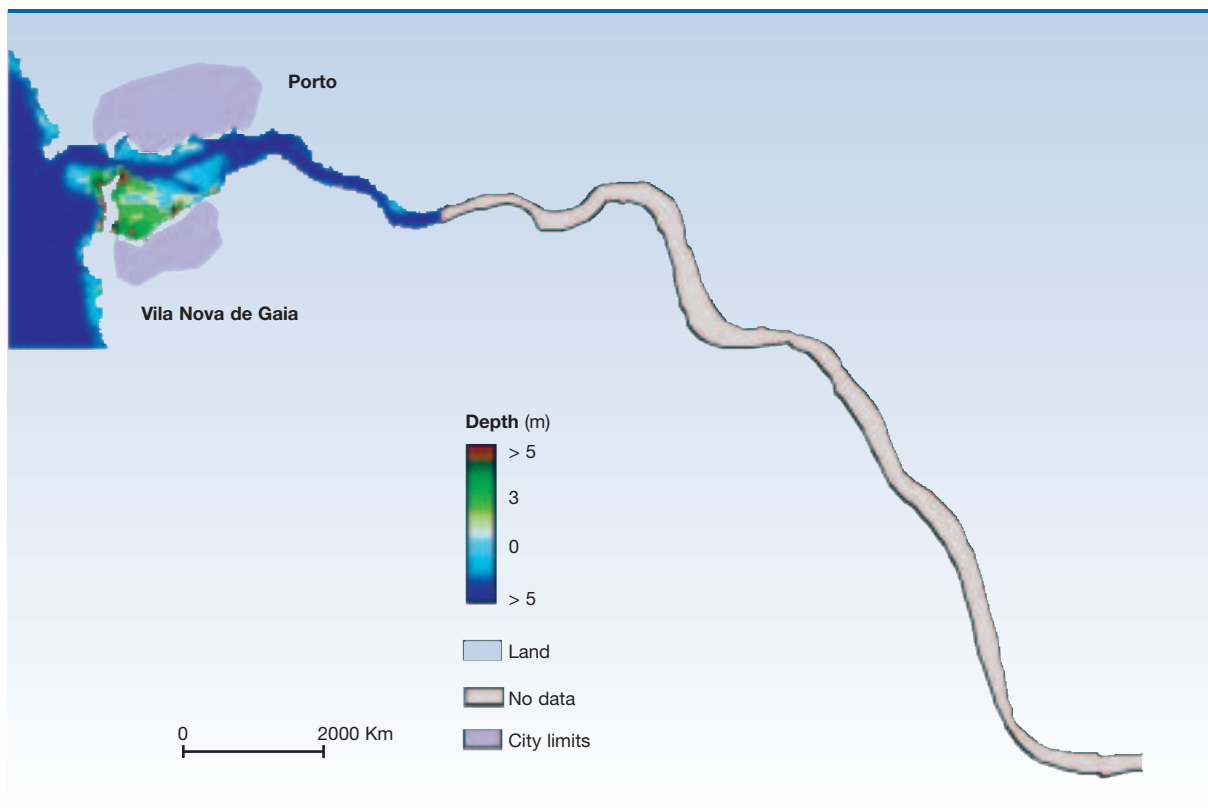 Porto
Vila Nova de Gaia
Depth (m)
> 5
3
0
> 5
Land
No data
City limits
0 2000 Km